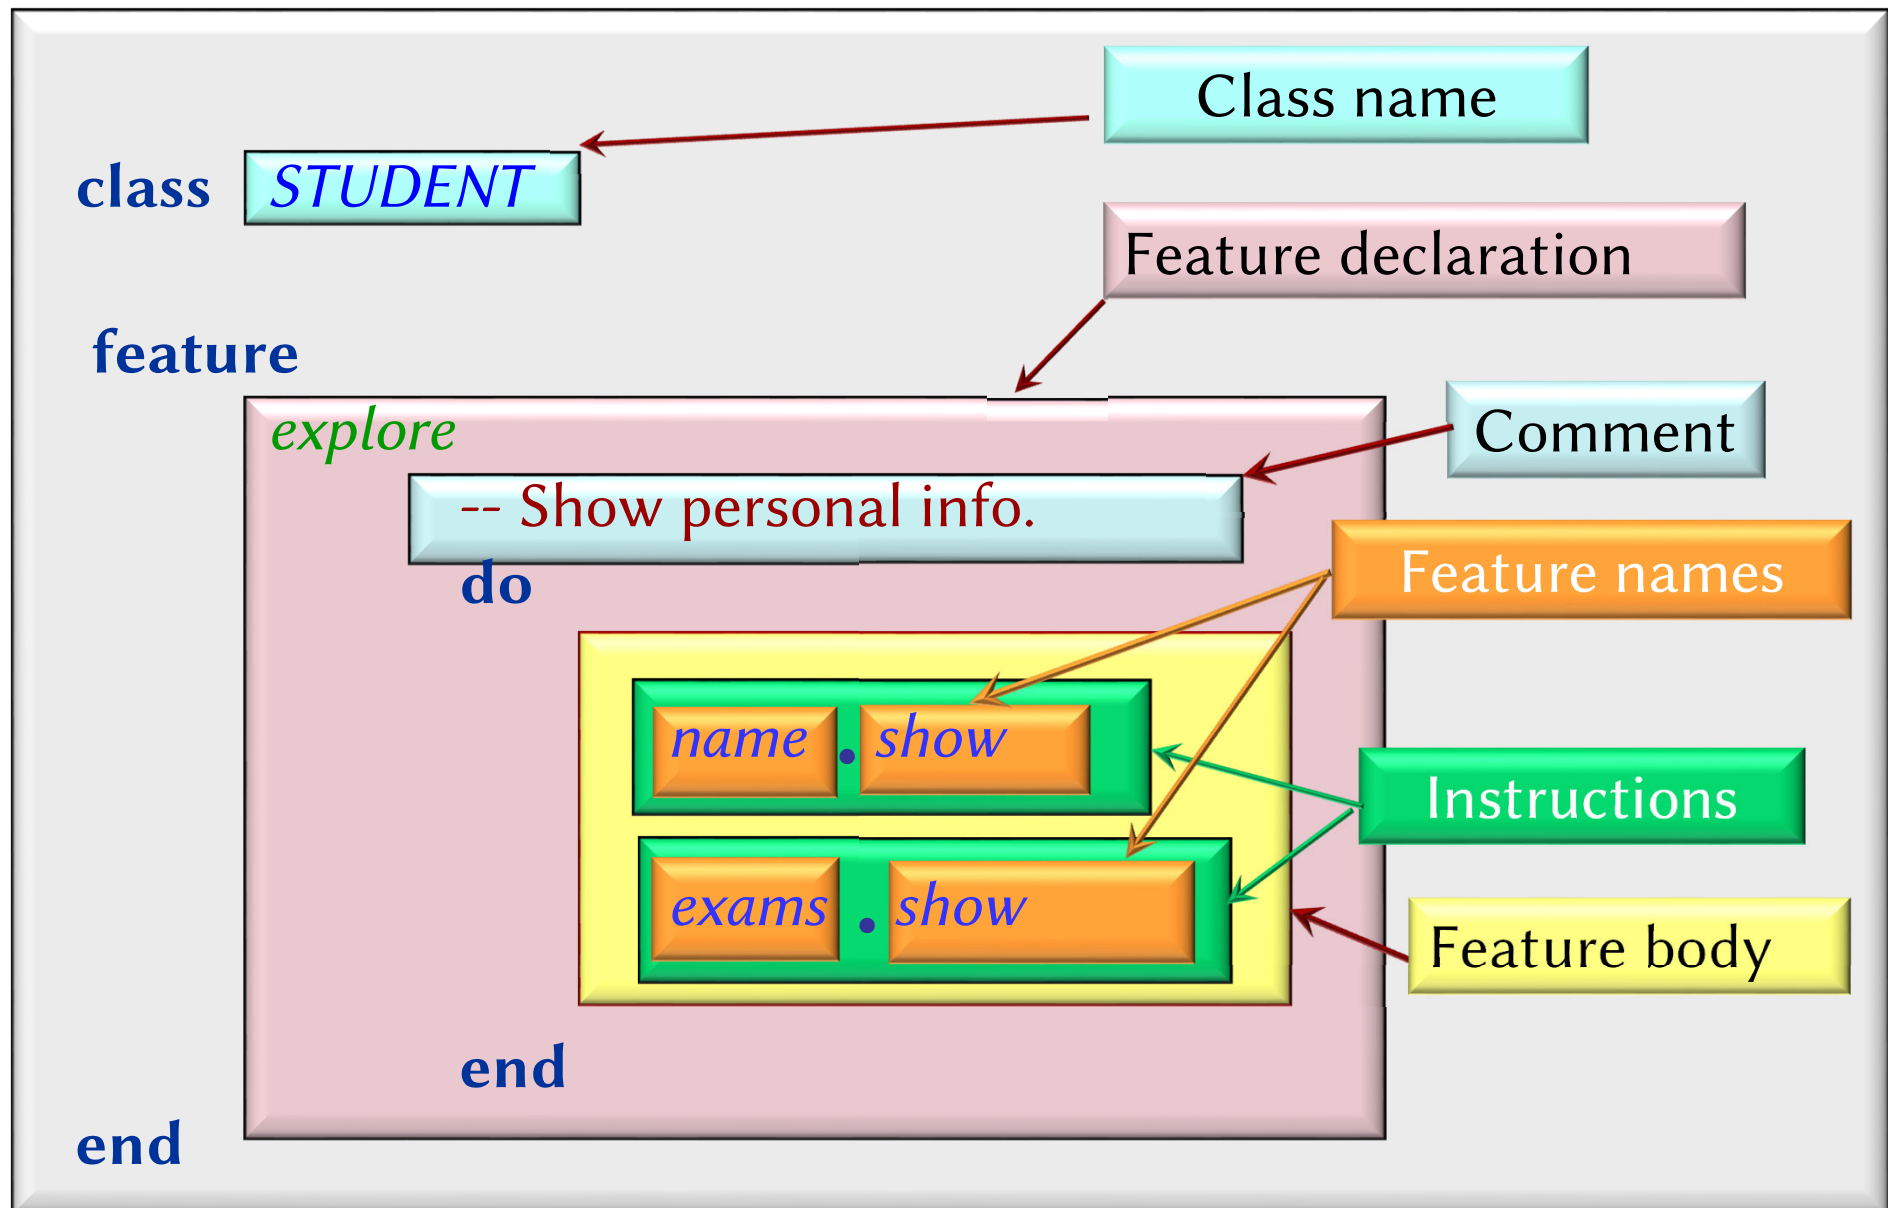 Class name
class STUDENT
Feature declaration
feature
explore
Comment
-- Show personal info.
do
Feature names
name . show
Instructions
exams . show
Feature body
end
end